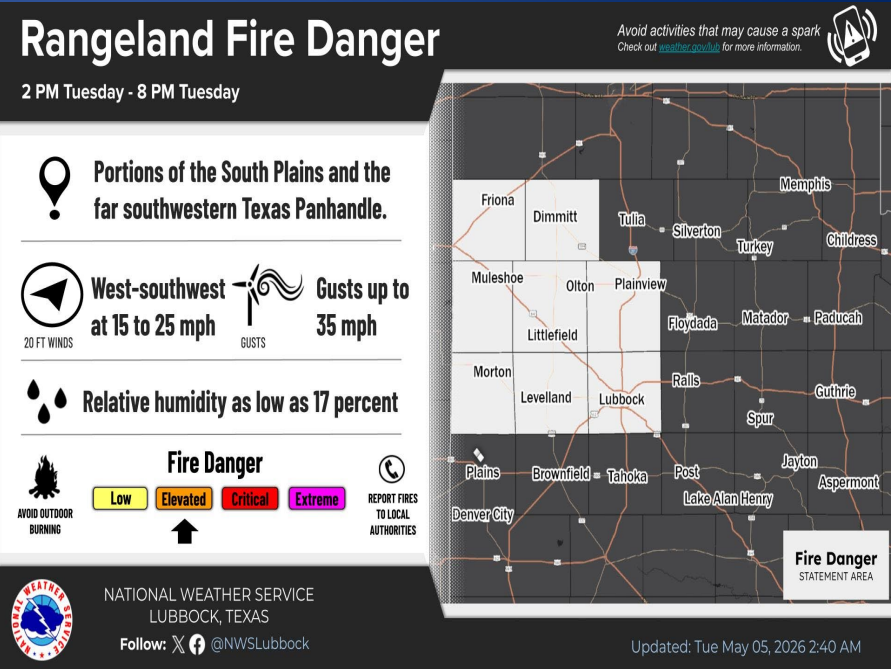 Rangeland Fire Danger
2 PM Tuesday - 8 PM Tuesday
Avoid activities that may cause a spark
Check out weather.gov/lub for more information.
Portions of the South Plains and the
far southwestern Texas Panhandle.
20 FT WINDS
West-southwest
at 15 to 25 mph
GUSTS
Gusts up to
35 mph
Relative humidity as low as 17 percent
AVOID OUTDOOR
BURNING
Fire Danger
Low
Elevated
Critical
Extreme
REPORT FIRES
TO LOCAL
AUTHORITIES
Memphis
Friona
Dimmitt
Tulia
Silverton
Turkey
Childress
Muleshoe
Olton
Plainview
Littlefield
Floydada
Matador
Paducah
Morton
Levelland
Lubbock
Ralls
Guthrie
Spur
Plains
Brownfield
Tahoka
Post
Jayton
Lake Alan Henry
Aspermont
Denver City
Fire Danger
STATEMENT AREA
NATIONAL WEATHER SERVICE
NATIONAL WEATHER SERVICE
LUBBOCK, TEXAS
Follow: X @NWSLubbock
Updated: Tue May 05, 2026 2:40 AM